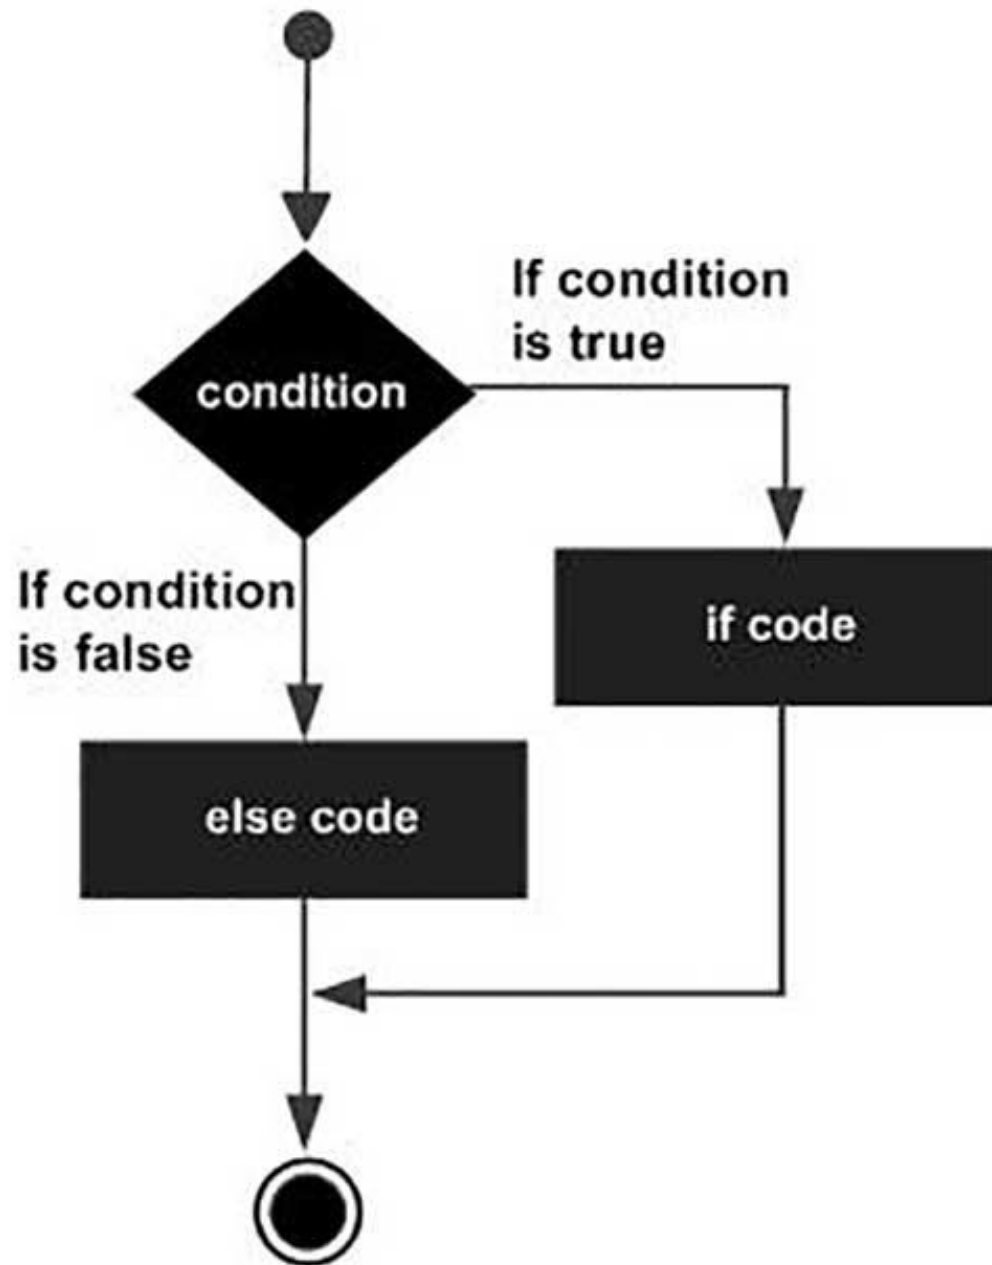 If condition
is true
condition
If condition
is false
if code
else code